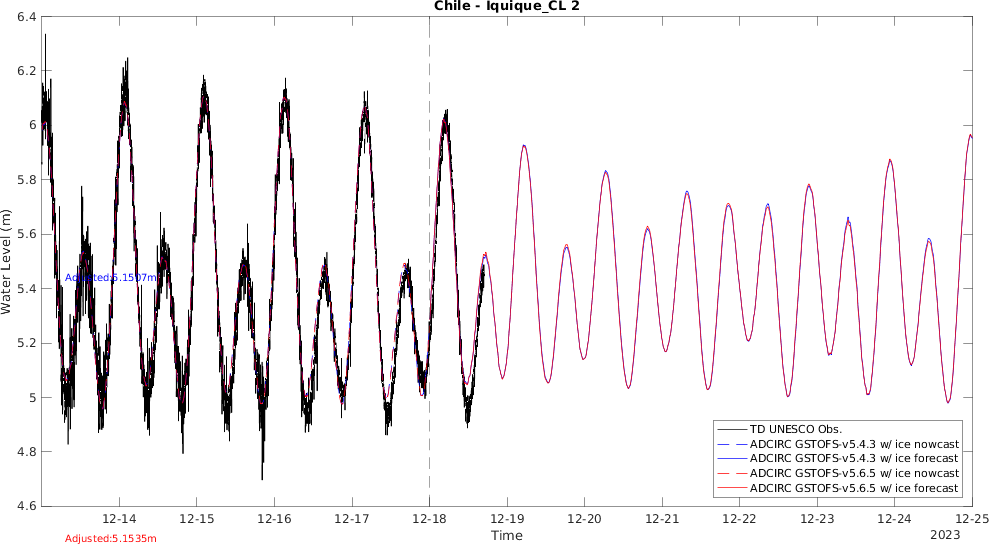 Chile - Iquique_CL 2
6.4
6.2
6
5.8
5.6
5.4
5.2
5
4.8
4.6
Water Level (m)
Adjusted:5.1507m
TD UNESCO Obs.
ADCIRC GSTOFS-v5.4.3 w/ ice nowcast
ADCIRC GSTOFS-v5.4.3 w/ ice forecast
ADCIRC GSTOFS-v5.6.5 w/ ice nowcast
ADCIRC GSTOFS-v5.6.5 w/ ice forecast
12-14 12-15 12-16 12-17 12-18 12-19 12-20 12-21 12-22 12-23 12-24 12-25
Time
2023
Adjusted:5.1535m